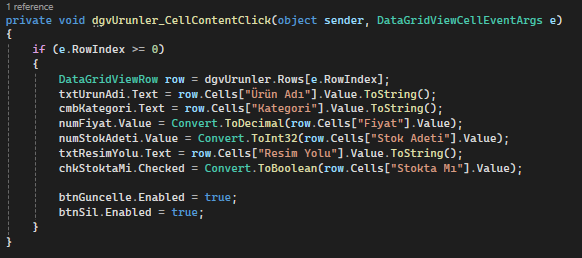 1 reference
private void dgvUrunler_CellContentClick(object sender, DataGridViewCellEventArgs e)
{
if (e.RowIndex >= 0)
{
DataGridViewRow row = dgvUrunler.Rows[e.RowIndex];
txtUrunAdi.Text = row.Cells["Ürün Adı"].Value.ToString();
cmbKategori.Text = row.Cells["Kategori"].Value.ToString();
numFiyat.Value = Convert.ToDecimal(row.Cells["Fiyat"].Value);
numStokAdeti.Value = Convert.ToInt32(row.Cells["Stok Adeti"].Value);
txtResimYolu.Text = row.Cells["Resim Yolu"].Value.ToString();
chkStoktaMi.Checked = Convert.ToBoolean(row.Cells["Stokta Mı"].Value);
btnGuncelle.Enabled = true;
btnSil.Enabled = true;
}
}